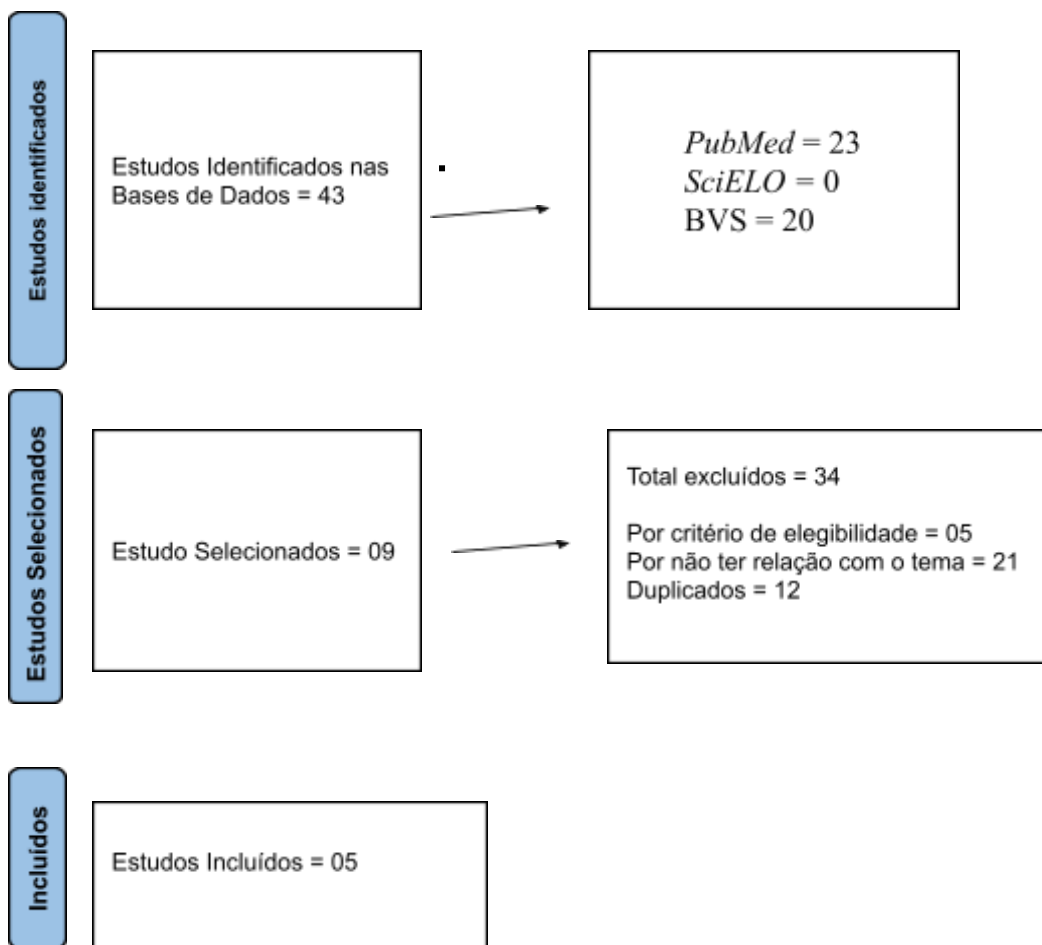 Estudos identificados
Estudos Identificados nas
Bases de Dados = 43
PubMed = 23
SciELO = 0
BVS = 20
Estudos Selecionados
Estudo Selecionados = 09
Total excluídos = 34
Por critério de elegibilidade = 05
Por não ter relação com o tema = 21
Duplicados = 12
Incluídos
Estudos Incluídos = 05